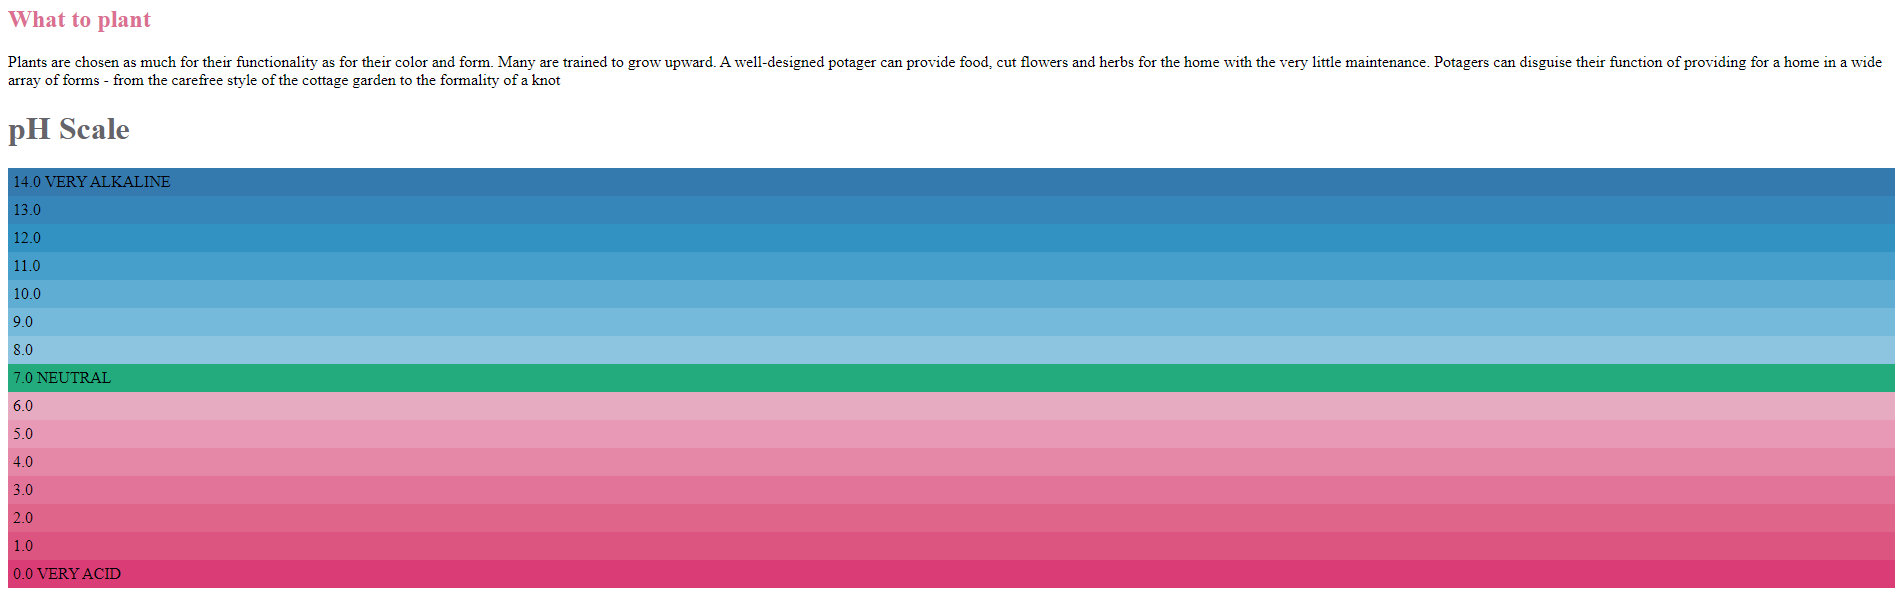 What to plant
Plants are chosen as much for their functionality as for their color and form. Many are trained to grow upward. A well-designed potager can provide food, cut flowers and herbs for the home with the very little maintenance. Potagers can disguise their function of providing for a home in a wide
array of forms - from the carefree style of the cottage garden to the formality of a knot
pH Scale
14.0 VERY ALKALINE
13.0
12.0
11.0
10.0
9.0
8.0
7.0 NEUTRAL
6.0
5.0
4.0
3.0
2.0
1.0
0.0 VERY ACID